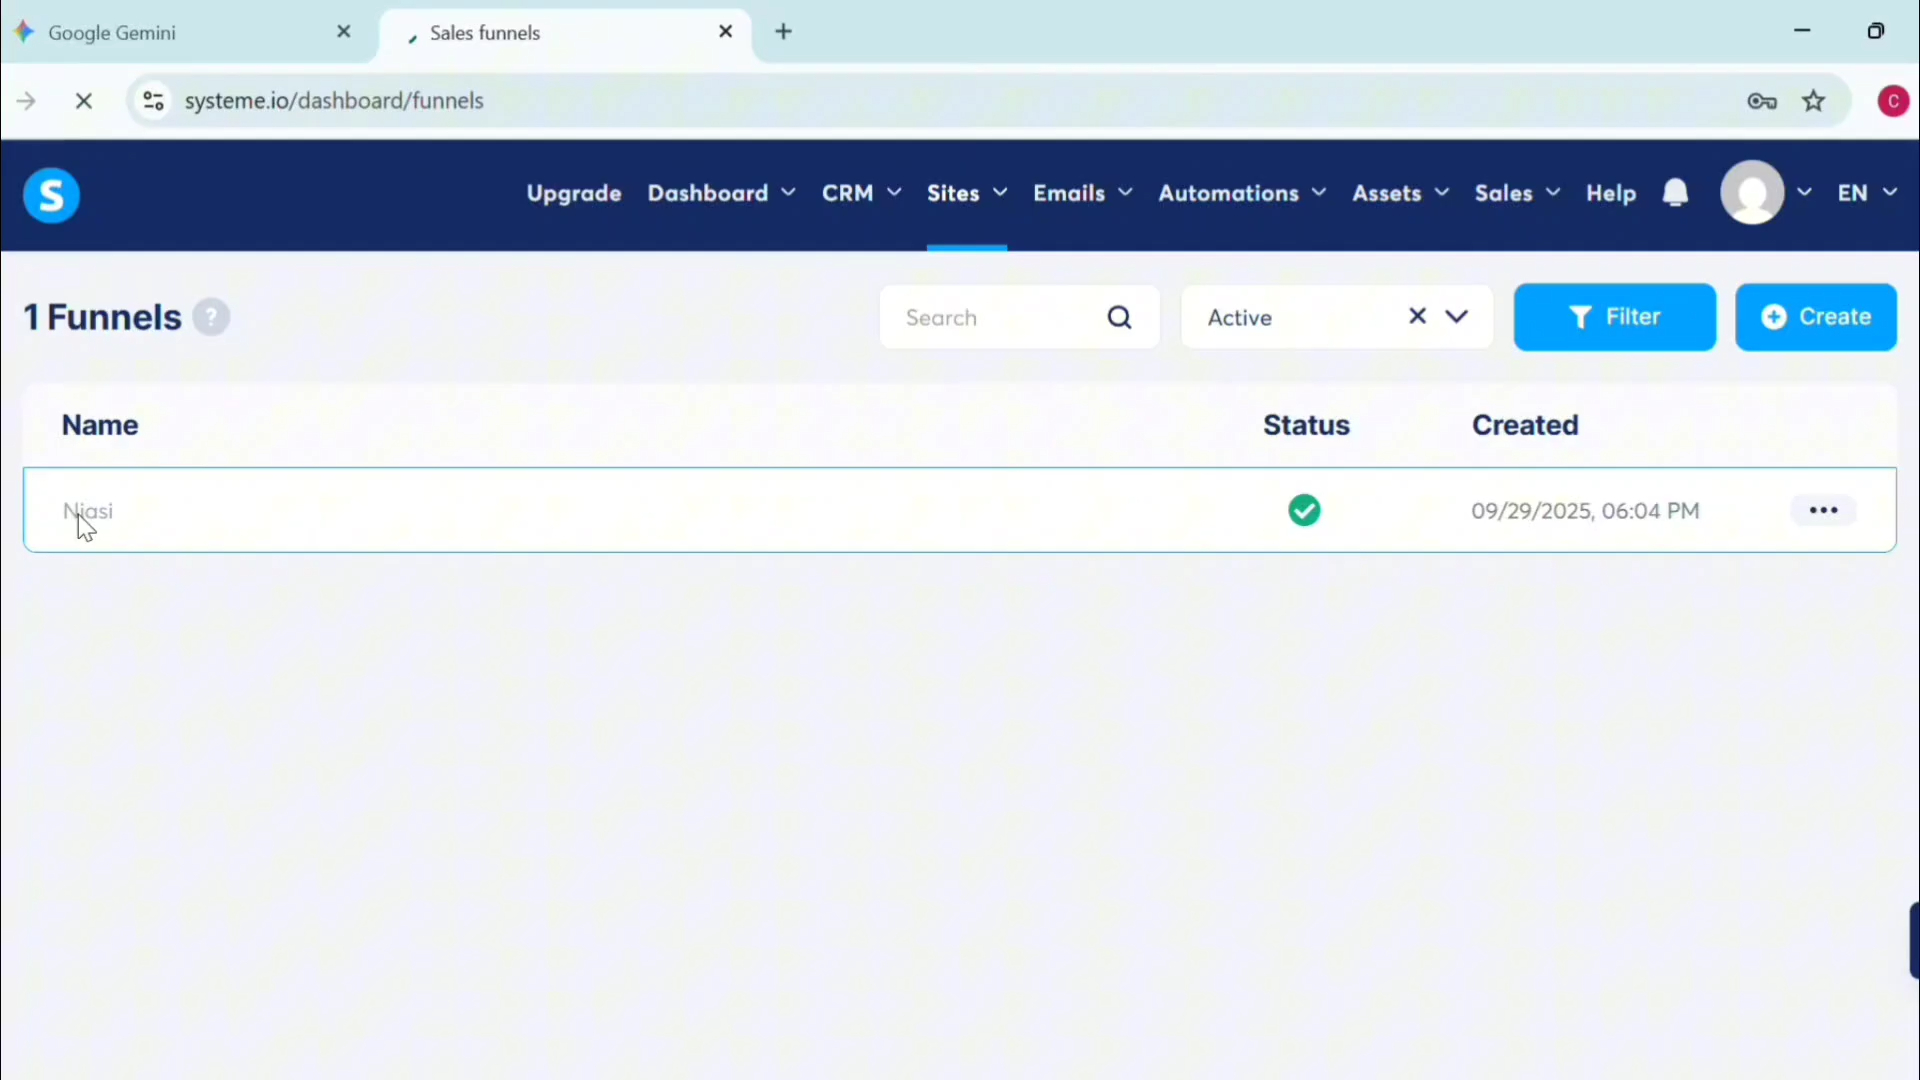 Google Gemini
Sales funnels
systeme.io/dashboard/funnels
C
S
Upgrade Dashboard CRM Sites Emails Automations Assets Sales Help EN
1 Funnels ?
Search
Active
Filter
Create
Name Status Created
Njasi 09/29/2025, 06:04 PM